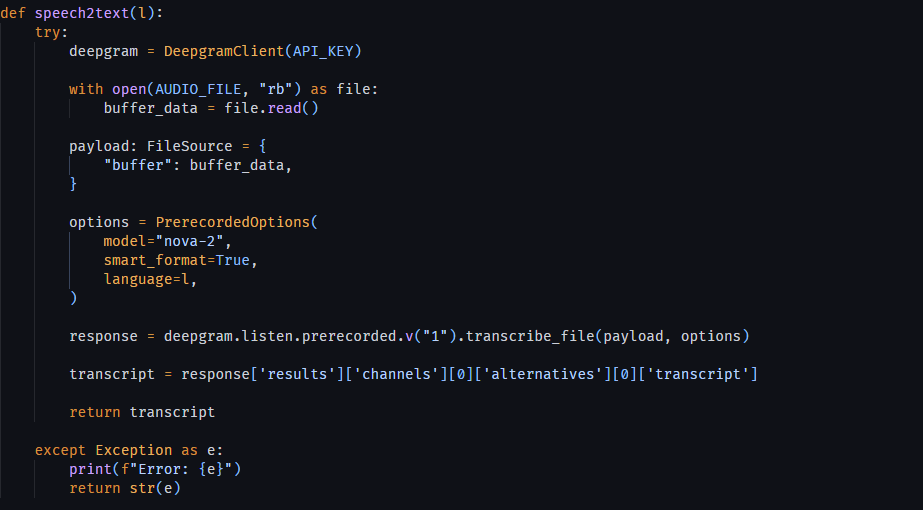 def speech2text(l):
    try:
        deepgram = DeepgramClient(API_KEY)

        with open(AUDIO_FILE, "rb") as file:
            buffer_data = file.read()

        payload: FileSource = {
            "buffer": buffer_data,
        }

        options = PrerecordedOptions(
            model="nova-2",
            smart_format=True,
            language=l,
        )

        response = deepgram.listen.prerecorded.v("1").transcribe_file(payload, options)

        transcript = response['results']['channels'][0]['alternatives'][0]['transcript']

        return transcript

    except Exception as e:
        print(f"Error: {e}")
        return str(e)